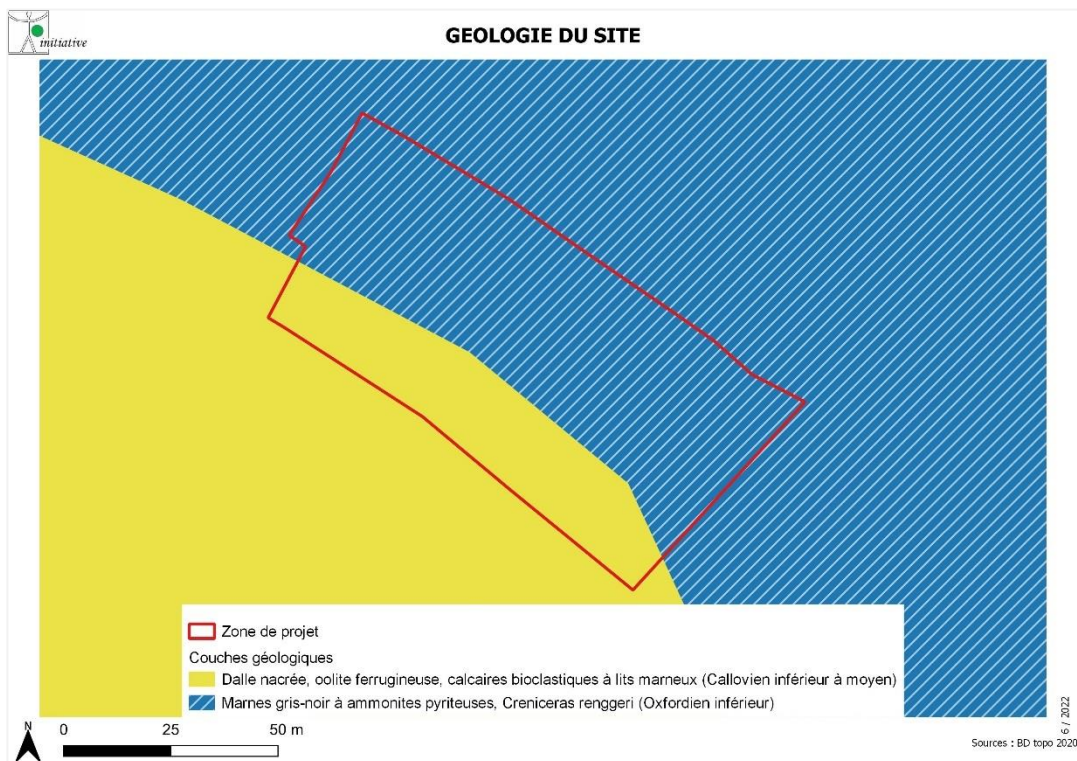 initiative
GEOLOGIE DU SITE
Zone de projet
Couches géologiques
Dalle nacrée, oolite ferrugineuse, calcaires bioclastiques à lits marneux (Callovien inférieur à moyen)
Marnes gris-noir à ammonites pyriteuses, Creniceras renggeri (Oxfordien inférieur)
N
0 25 50 m
6 / 2022
Sources : BD topo 2020